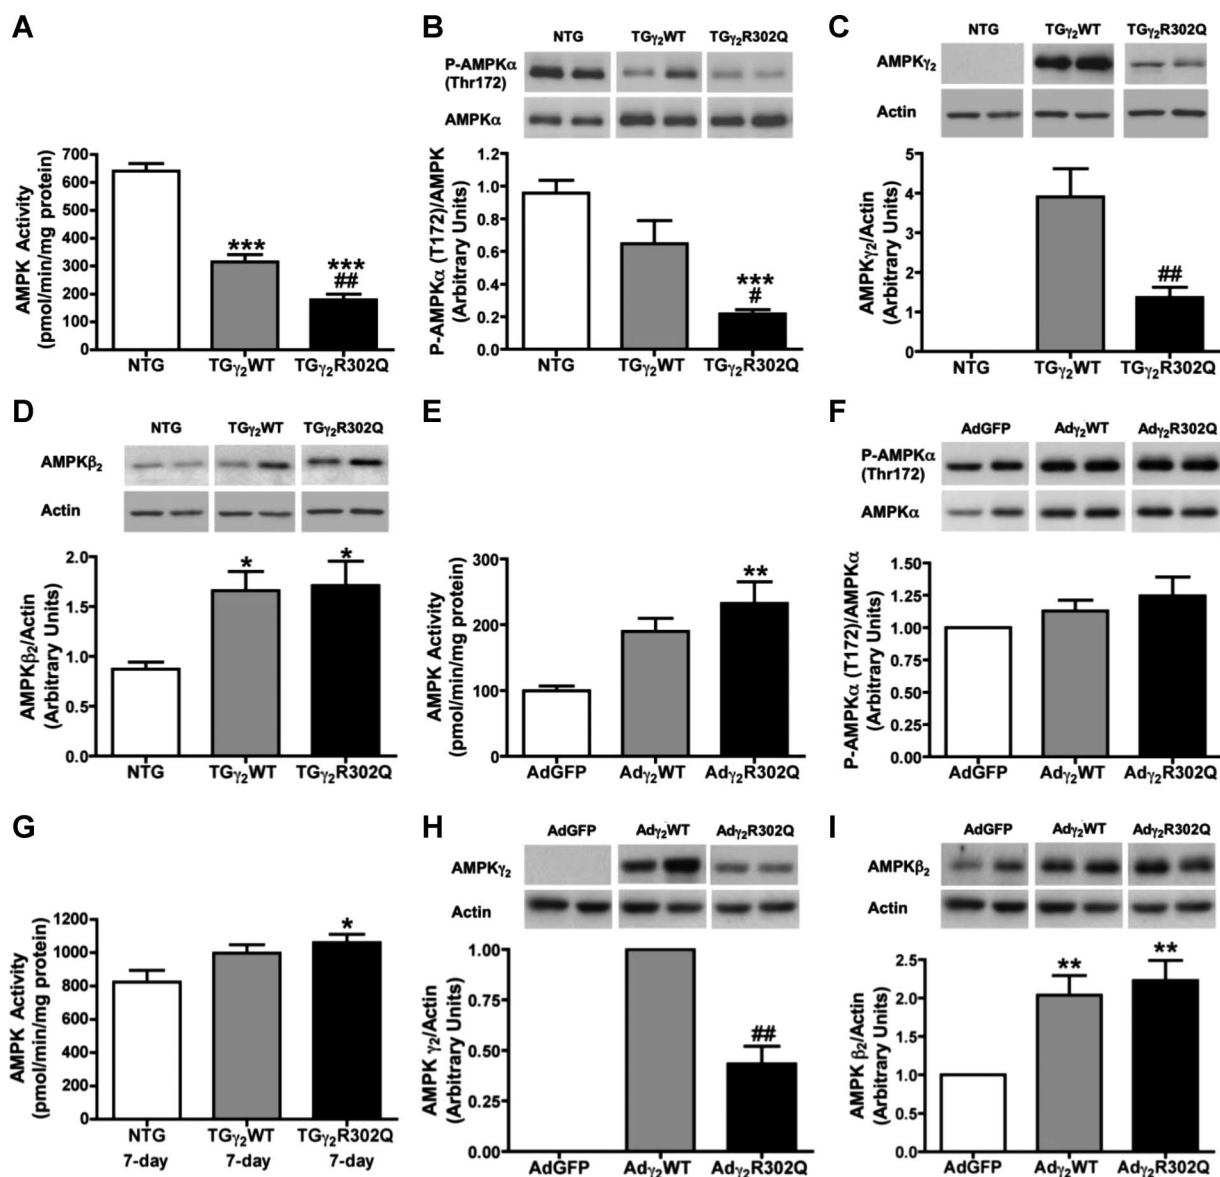 A
AMPK Activity
(pmol/min/mg protein)
700
600
500
400
300
200
100
0
***
***
##
NTG
TGγ₂WT
TGγ₂R302Q
B
NTG
TGγ₂WT
TGγ₂R302Q
P-AMPKα
(Thr172)
AMPKα
P-AMPKα (T172)/AMPK
(Arbitrary Units)
1.2
1.0
0.8
0.6
0.4
0.2
0.0
***
#
NTG
TGγ₂WT
TGγ₂R302Q
C
NTG
TGγ₂WT
TGγ₂R302Q
AMPKγ₂
Actin
AMPKγ₂/Actin
(Arbitrary Units)
5
4
3
2
1
0
##
NTG
TGγ₂WT
TGγ₂R302Q
D
NTG
TGγ₂WT
TGγ₂R302Q
AMPKβ₂
Actin
AMPKβ₂/Actin
(Arbitrary Units)
2.0
1.5
1.0
0.5
0.0
*
*
NTG
TGγ₂WT
TGγ₂R302Q
E
AMPK Activity
(pmol/min/mg protein)
300
200
100
0
**
AdGFP
Adγ₂WT
Adγ₂R302Q
F
AdGFP
Adγ₂WT
Adγ₂R302Q
P-AMPKα
(Thr172)
AMPKα
P-AMPKα (T172)/AMPKα
(Arbitrary Units)
1.50
1.25
1.00
0.75
0.50
0.25
0.00
AdGFP
Adγ₂WT
Adγ₂R302Q
G
AMPK Activity
(pmol/min/mg protein)
1200
1000
800
600
400
200
0
*
NTG
TGγ₂WT
TGγ₂R302Q
7-day
7-day
7-day
H
AdGFP
Adγ₂WT
Adγ₂R302Q
AMPKγ₂
Actin
AMPK γ₂/Actin
(Arbitrary Units)
1.00
0.75
0.50
0.25
0.00
##
AdGFP
Adγ₂WT
Adγ₂R302Q
I
AdGFP
Adγ₂WT
Adγ₂R302Q
AMPKβ₂
Actin
AMPK β₂/Actin
(Arbitrary Units)
2.5
2.0
1.5
1.0
0.5
0.0
**
**
AdGFP
Adγ₂WT
Adγ₂R302Q